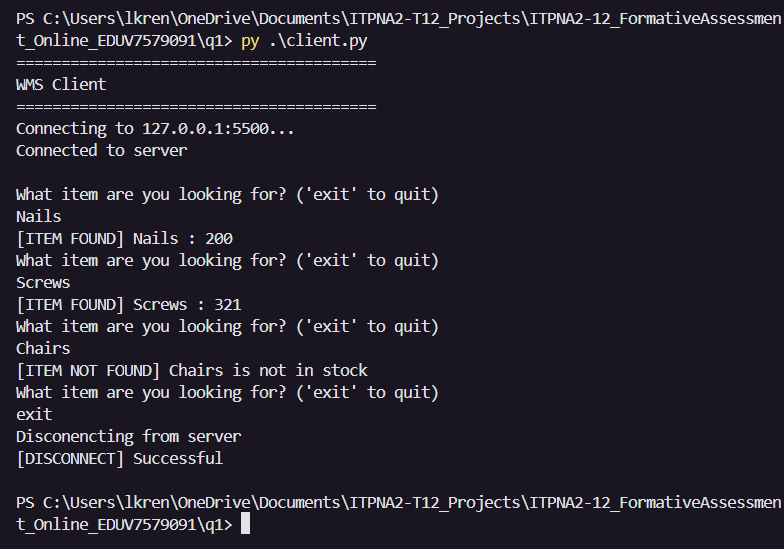 PS C:\Users\lkren\OneDrive\Documents\ITPNA2-T12_Projects\ITPNA2-12_FormativeAssessmen
t_Online_EDUV7579091\q1> py .\client.py
========================================
WMS Client
========================================
Connecting to 127.0.0.1:5500...
Connected to server
What item are you looking for? ('exit' to quit)
Nails
[ITEM FOUND] Nails : 200
What item are you looking for? ('exit' to quit)
Screws
[ITEM FOUND] Screws : 321
What item are you looking for? ('exit' to quit)
Chairs
[ITEM NOT FOUND] Chairs is not in stock
What item are you looking for? ('exit' to quit)
exit
Disconencting from server
[DISCONNECT] Successful
PS C:\Users\lkren\OneDrive\Documents\ITPNA2-T12_Projects\ITPNA2-12_FormativeAssessmen
t_Online_EDUV7579091\q1>